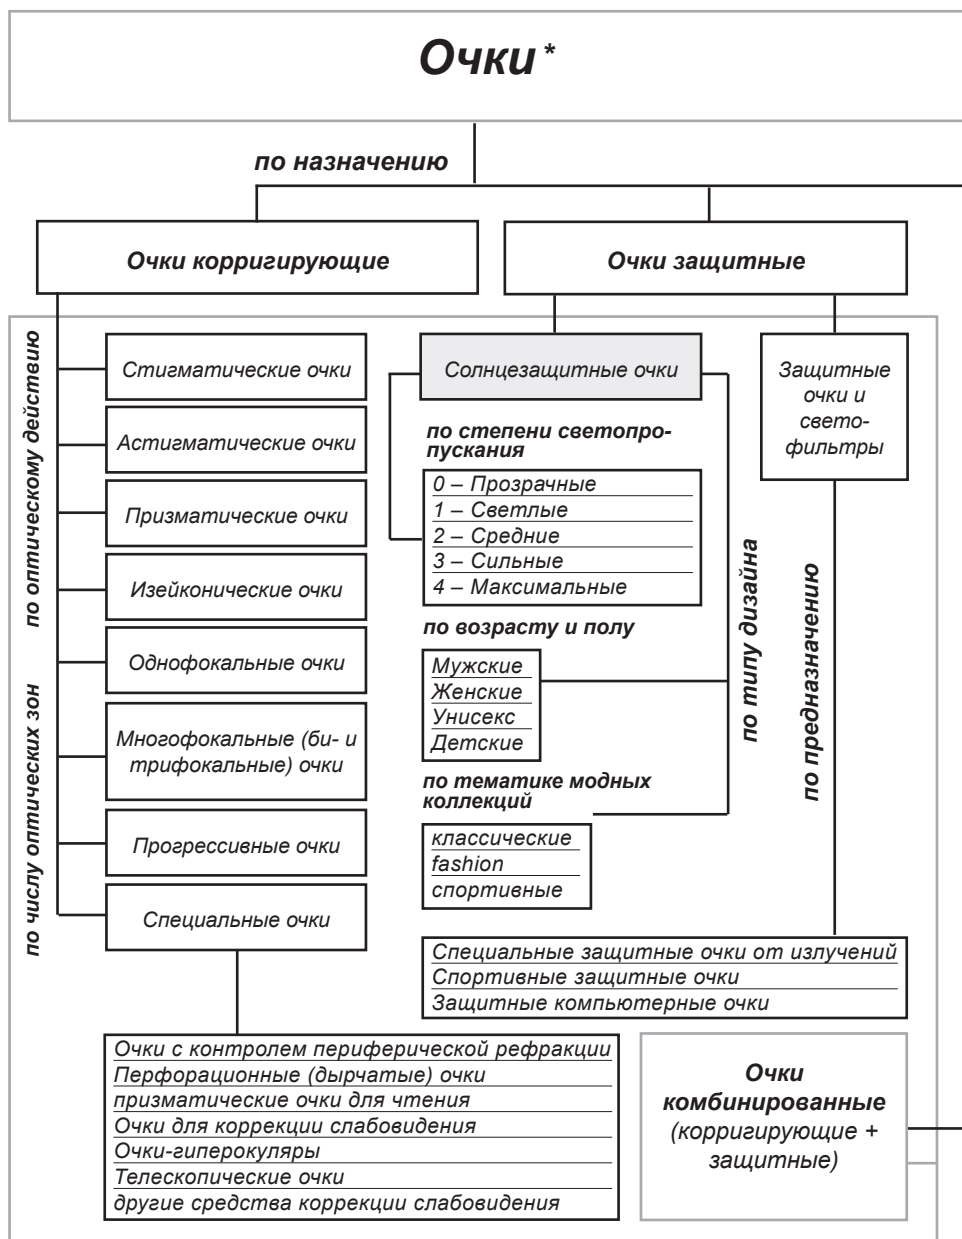 Очки *
по назначению
Очки корригирующие
Очки защитные
по оптическому действию
по числу оптических зон
Стигматические очки
Астигматические очки
Призматические очки
Изейконические очки
Однофокальные очки
Многофокальные (би- и
трифокальные) очки
Прогрессивные очки
Специальные очки
Очки с контролем периферической рефракции
Перфорационные (дырчатые) очки
призматические очки для чтения
Очки для коррекции слабовидения
Очки-гиперокуляры
Телескопические очки
другие средства коррекции слабовидения
Солнцезащитные очки
по степени светопро-
пускания
0 – Прозрачные
1 – Светлые
2 – Средние
3 – Сильные
4 – Максимальные
по возрасту и полу
Мужские
Женские
Унисекс
Детские
по тематике модных
коллекций
классические
fashion
спортивные
по типу дизайна
Защитные
очки и
свето-
фильтры
по предназначению
Специальные защитные очки от излучений
Спортивные защитные очки
Защитные компьютерные очки
Очки
комбинированные
(корригирующие +
защитные)